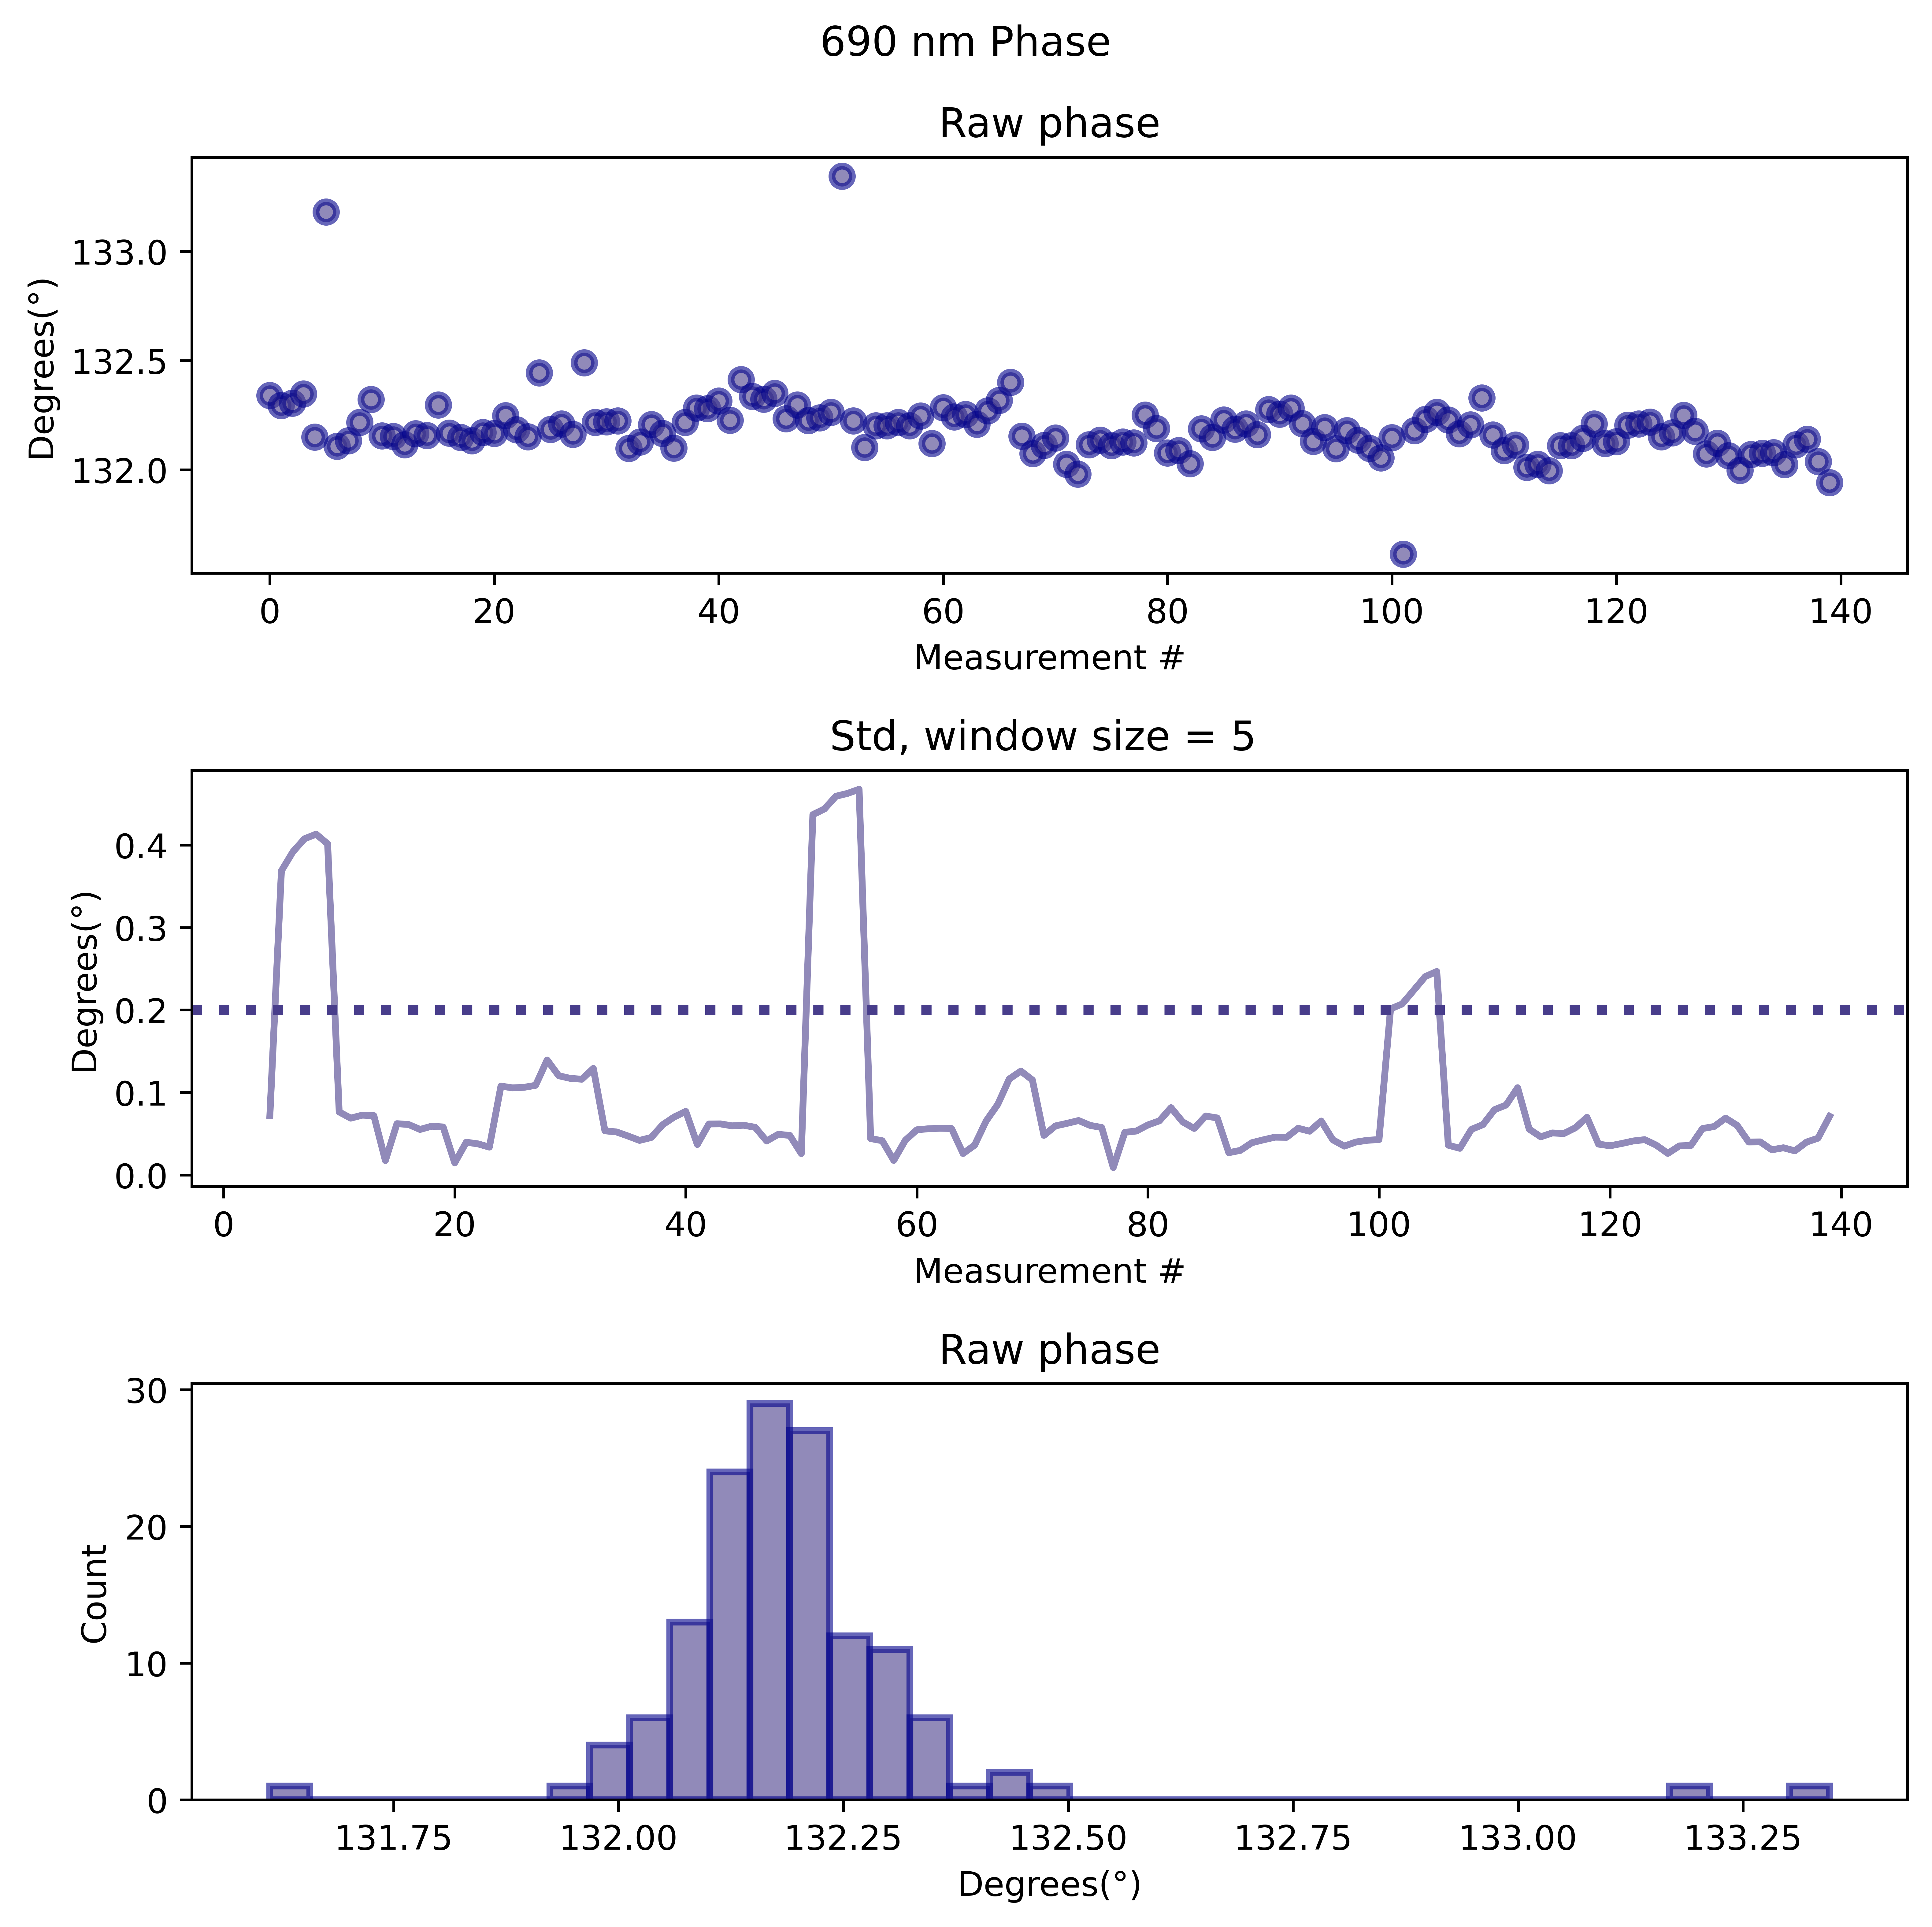 690 nm Phase
Raw phase
133.0
132.5
132.0
Degrees(°)
0 20 40 60 80 100 120 140
Measurement #
Std, window size = 5
0.4
0.3
0.2
0.1
0.0
Degrees(°)
0 20 40 60 80 100 120 140
Measurement #
Raw phase
30
20
10
0
Count
131.75 132.00 132.25 132.50 132.75 133.00 133.25
Degrees(°)